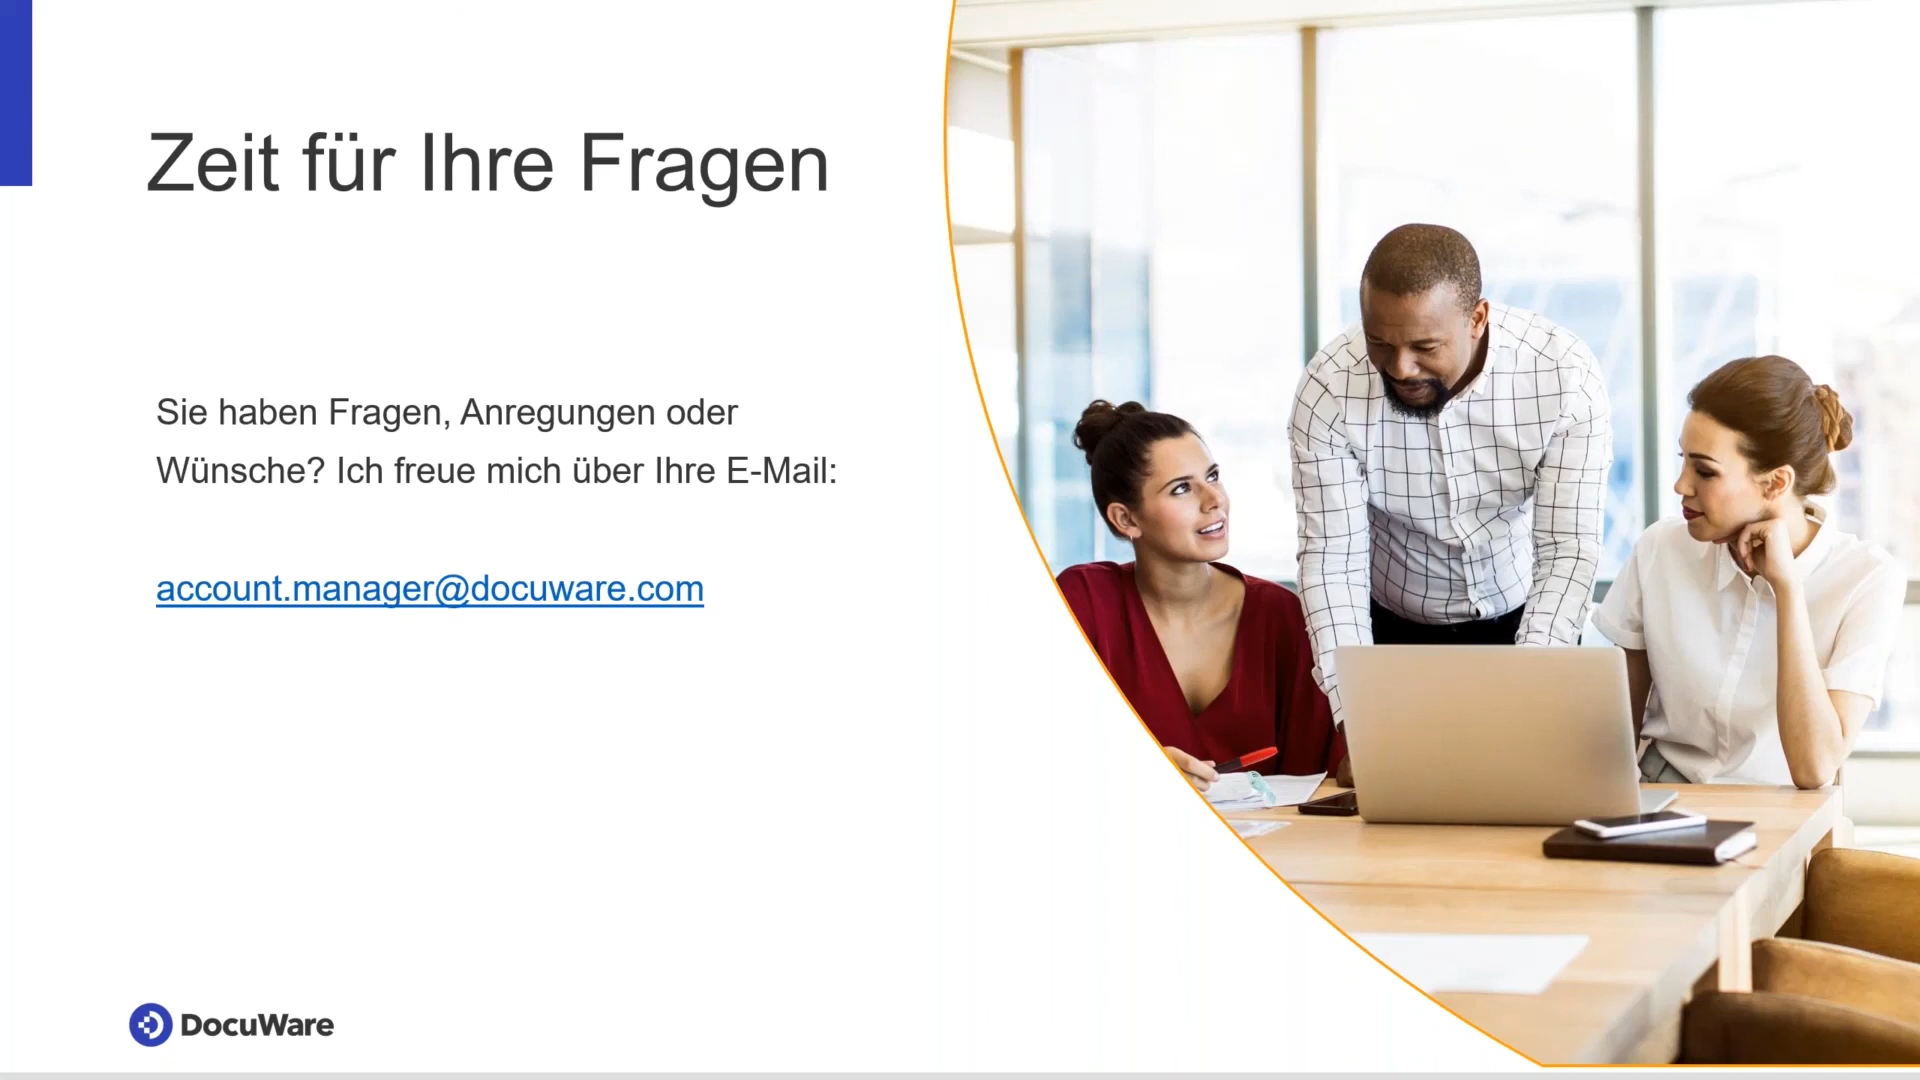 Zeit für Ihre Fragen
Sie haben Fragen, Anregungen oder
Wünsche? Ich freue mich über Ihre E-Mail:
account.manager@docuware.com
DocuWare